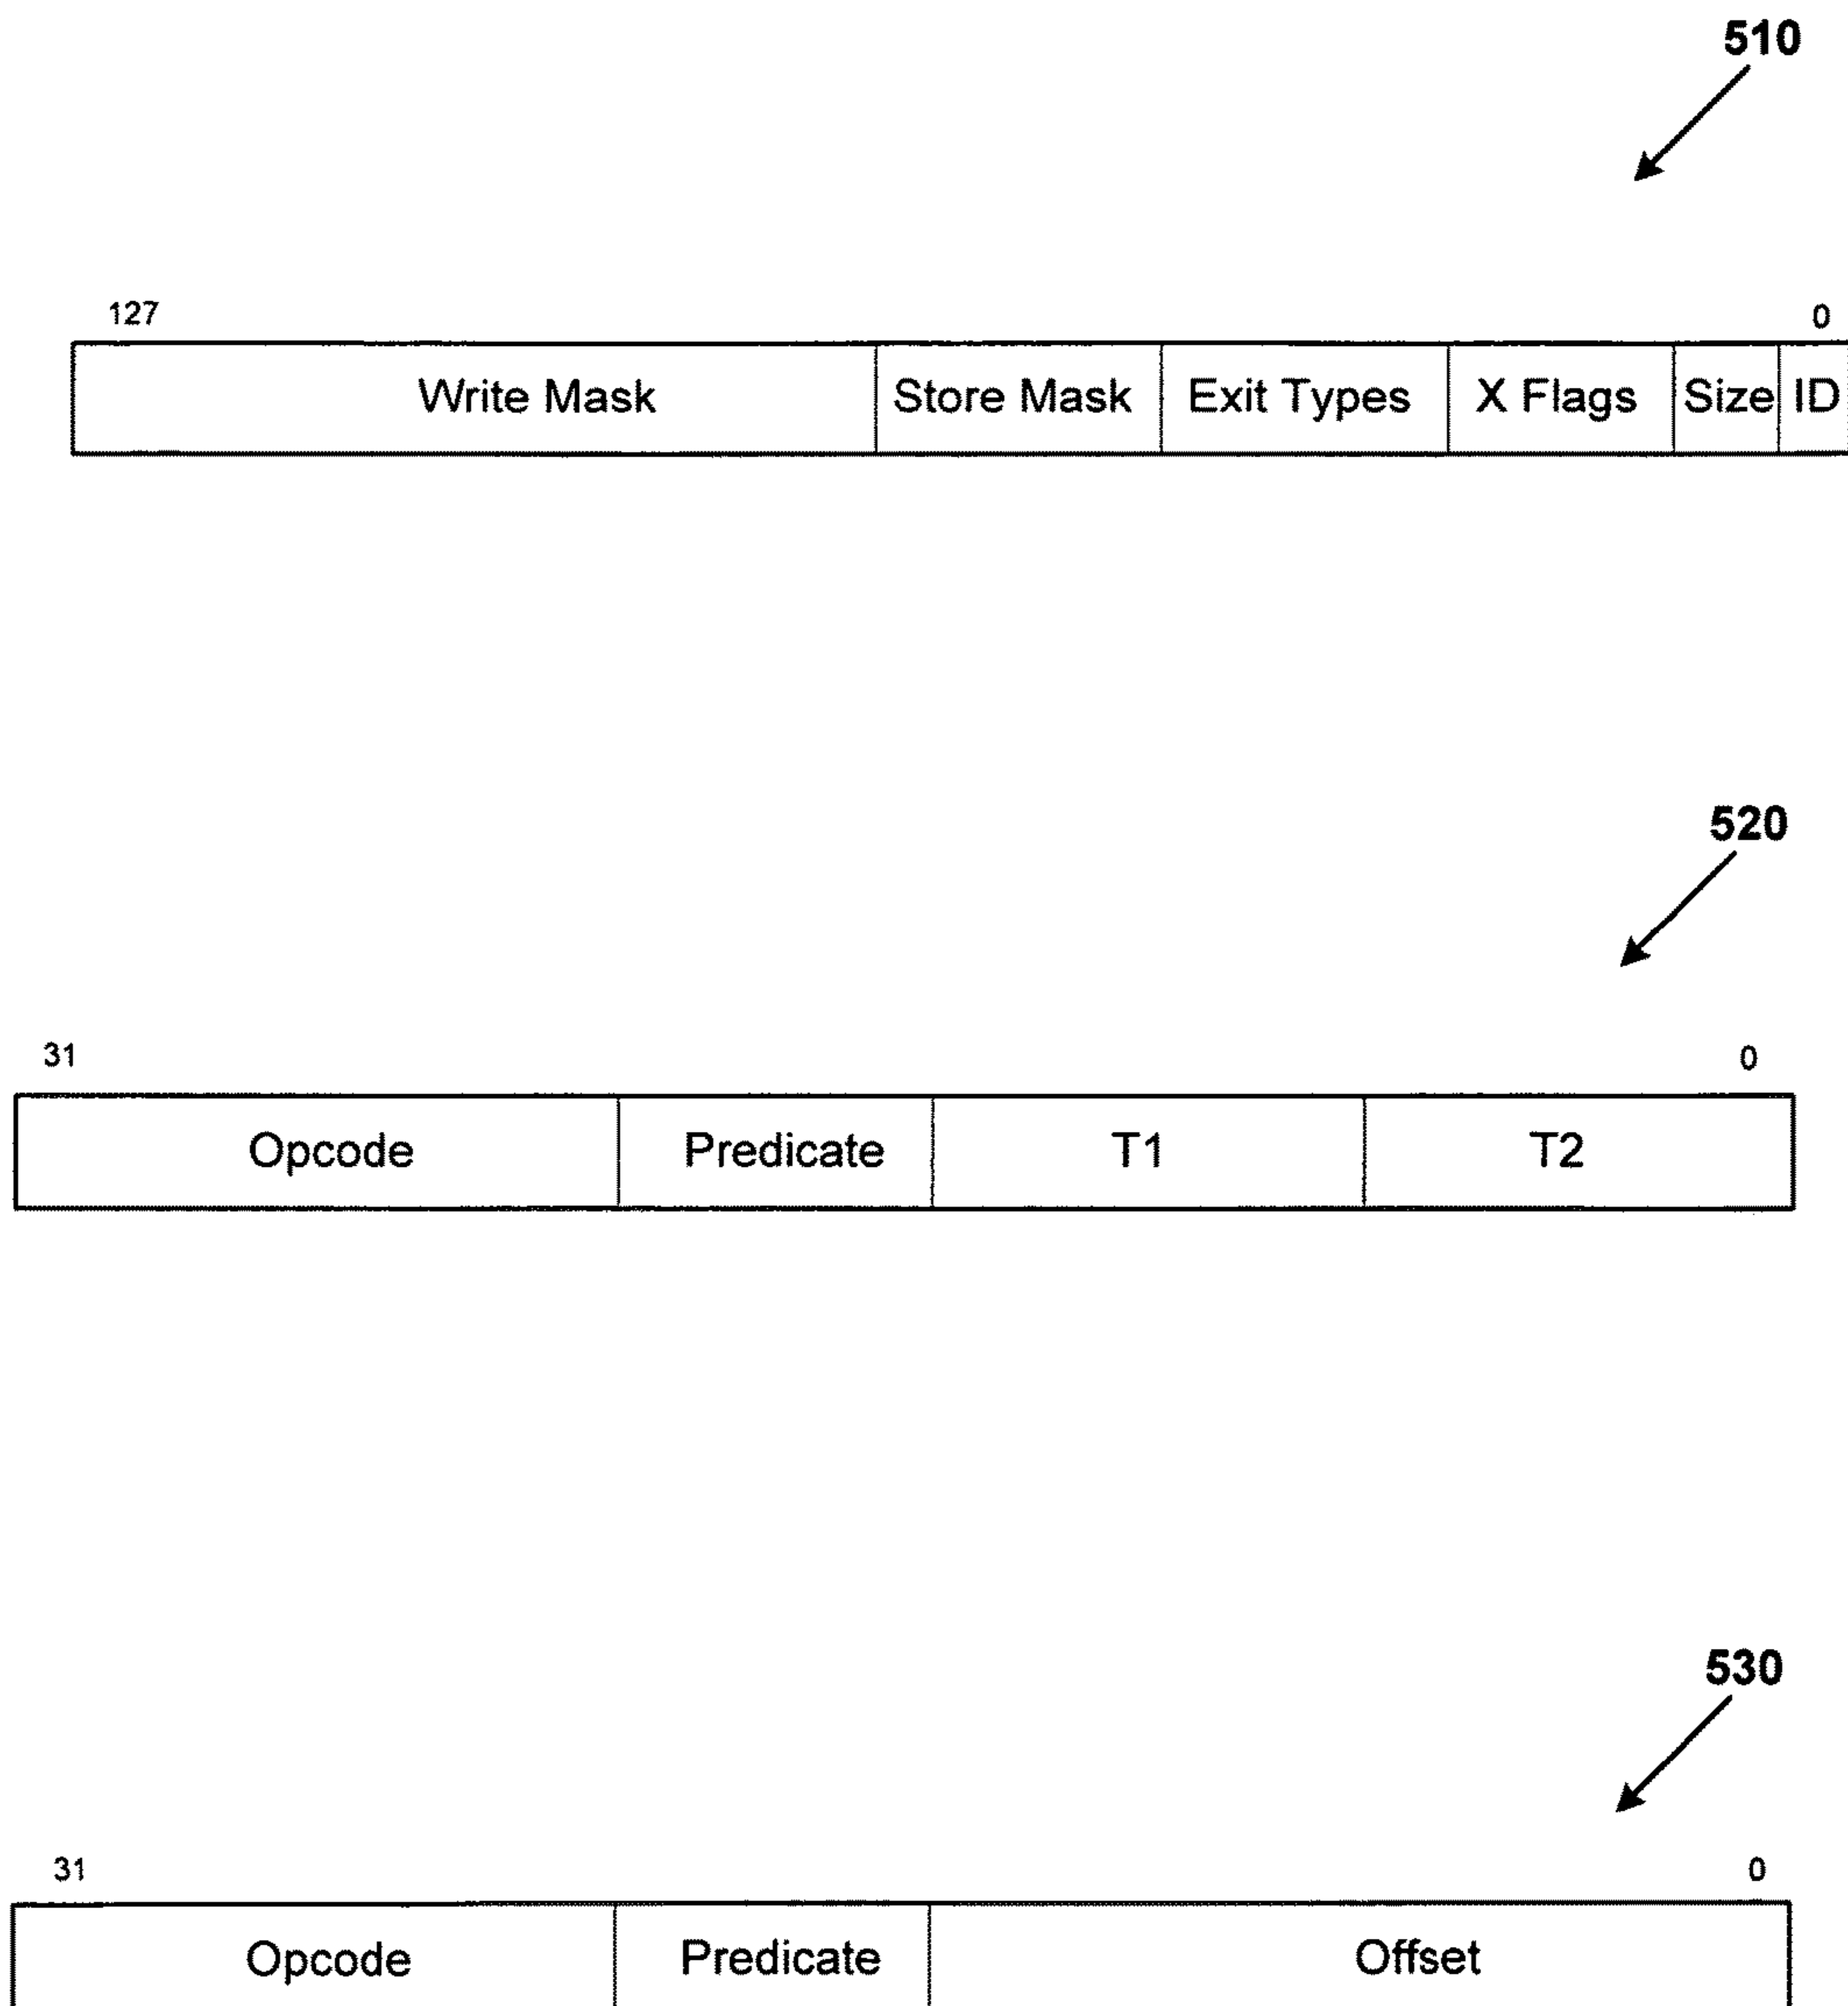 510
127 0
Write Mask Store Mask Exit Types X Flags Size ID
520
31 0
Opcode Predicate T1 T2
530
31 0
Opcode Predicate Offset